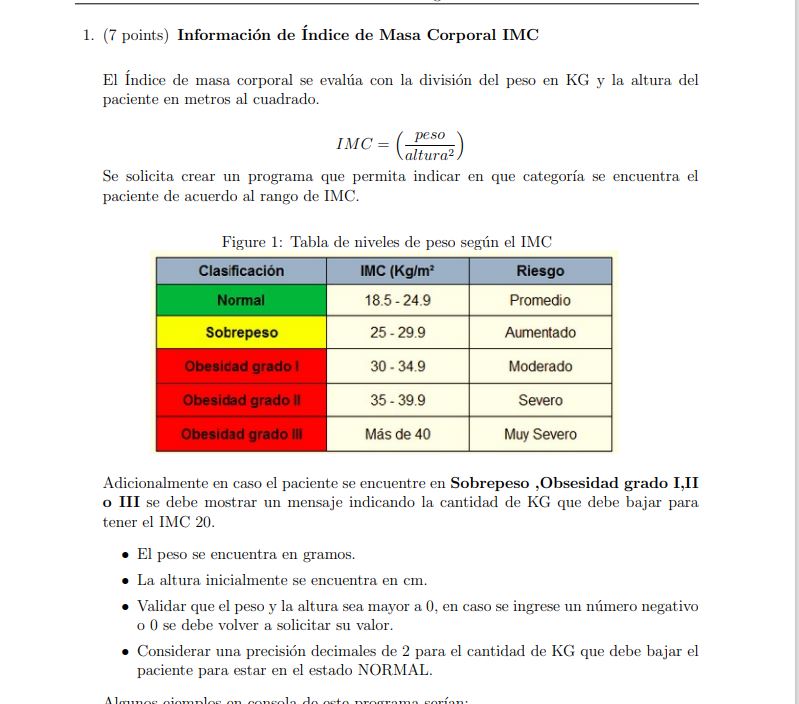 1. (7 points) Información de Índice de Masa Corporal IMC
El Índice de masa corporal se evalúa con la división del peso en KG y la altura del
paciente en metros al cuadrado.
IMC = (peso/altura²)
Se solicita crear un programa que permita indicar en que categoría se encuentra el
paciente de acuerdo al rango de IMC.
Figure 1: Tabla de niveles de peso según el IMC
Clasificación IMC (Kg/m² Riesgo
Normal 18.5 - 24.9 Promedio
Sobrepeso 25 - 29.9 Aumentado
Obesidad grado I 30 - 34.9 Moderado
Obesidad grado II 35 - 39.9 Severo
Obesidad grado III Más de 40 Muy Severo
Adicionalmente en caso el paciente se encuentre en Sobrepeso ,Obsesidad grado I,II
o III se debe mostrar un mensaje indicando la cantidad de KG que debe bajar para
tener el IMC 20.
• El peso se encuentra en gramos.
• La altura inicialmente se encuentra en cm.
• Validar que el peso y la altura sea mayor a 0, en caso se ingrese un número negativo
o 0 se debe volver a solicitar su valor.
• Considerar una precisión decimales de 2 para el cantidad de KG que debe bajar el
paciente para estar en el estado NORMAL.
Algunos ejemplos en consola de este programa serían: